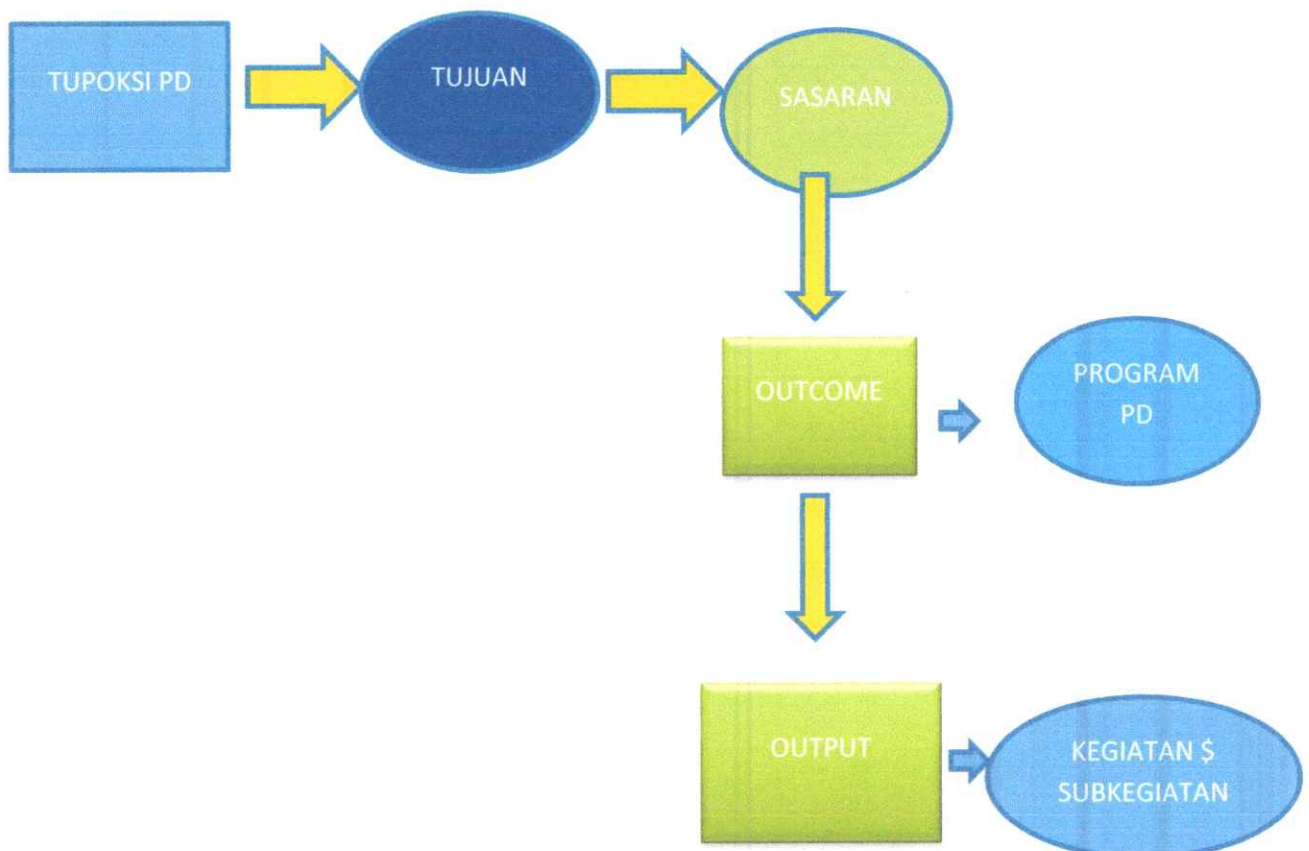 TUPOKSI PD
TUJUAN
SASARAN
OUTCOME
PROGRAM
PD
OUTPUT
KEGIATAN $
SUBKEGIATAN